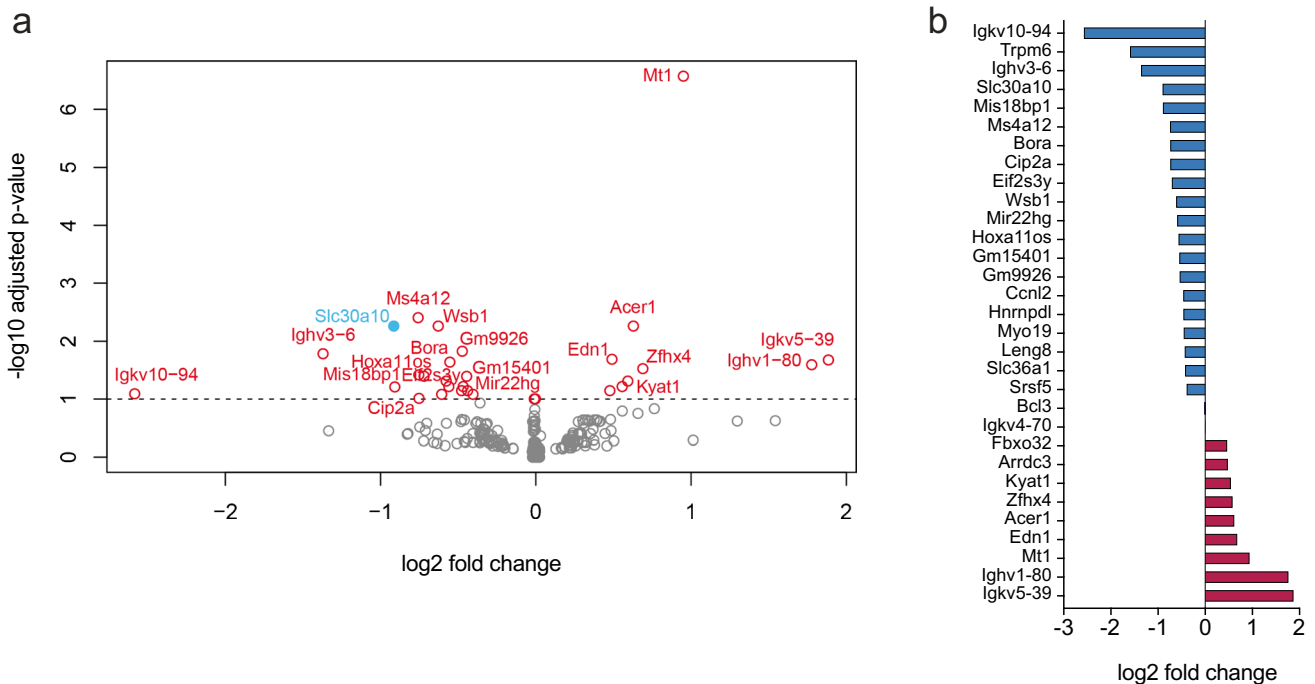 a
-log10 adjusted p-value
6
5
4
3
2
1
0
Mt1
Ms4a12
Slc30a10
Wsb1
Acer1
Ighv3−6
Bora
Gm9926
Igkv5−39
Edn1
Zfhx4
Ighv1−80
Hoxa11os
Gm15401
Igkv10−94
Mis18bp1
Eif2s3y
Mir22hg
Kyat1
Cip2a
−2
−1
0
1
2
log2 fold change
b
Igkv10-94
Trpm6
Ighv3-6
Slc30a10
Mis18bp1
Ms4a12
Bora
Cip2a
Eif2s3y
Wsb1
Mir22hg
Hoxa11os
Gm15401
Gm9926
Ccnl2
Hnrnpdl
Myo19
Leng8
Slc36a1
Srsf5
Bcl3
Igkv4-70
Fbxo32
Arrdc3
Kyat1
Zfhx4
Acer1
Edn1
Mt1
Ighv1-80
Igkv5-39
-3
-2
-1
0
1
2
log2 fold change